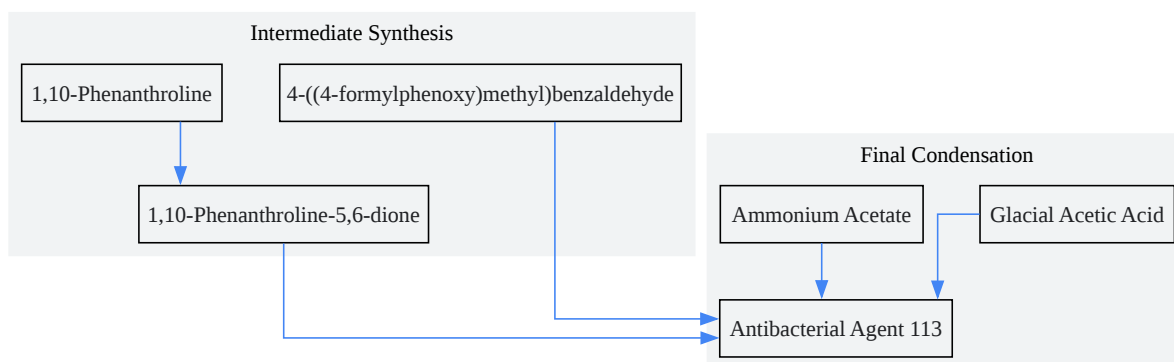 Intermediate Synthesis
1,10-Phenanthroline
4-((4-formylphenoxy)methyl)benzaldehyde
1,10-Phenanthroline-5,6-dione
Final Condensation
Ammonium Acetate
Glacial Acetic Acid
Antibacterial Agent 113